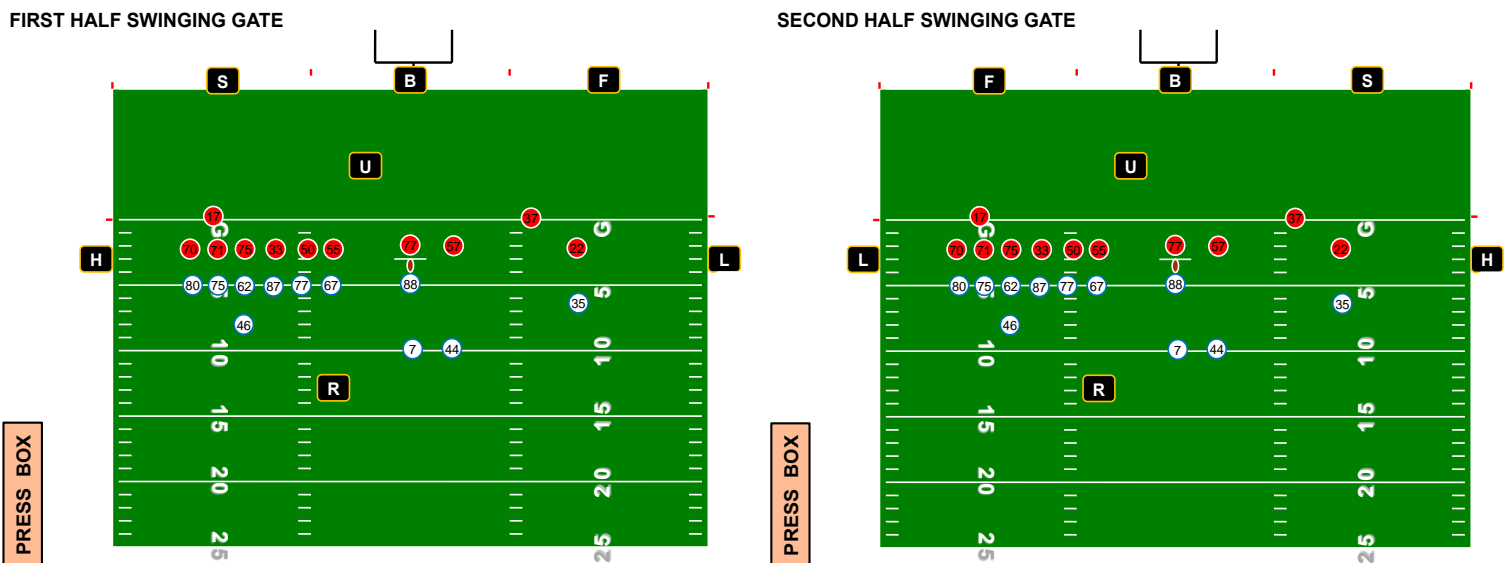 FIRST HALF SWINGING GATE
S B F
U
17 37
G G
70 71 75 33 50 55 77 57 22
H L
80 75 62 87 77 67 88
5 5
35
46
7 44
10 10
R
15 15
20 20
25 25
PRESS BOX
SECOND HALF SWINGING GATE
F B S
U
17 37
G G
70 71 75 33 50 55 77 57 22
L H
80 75 62 87 77 67 88
5 5
35
46
7 44
10 10
R
15 15
20 20
25 25
PRESS BOX